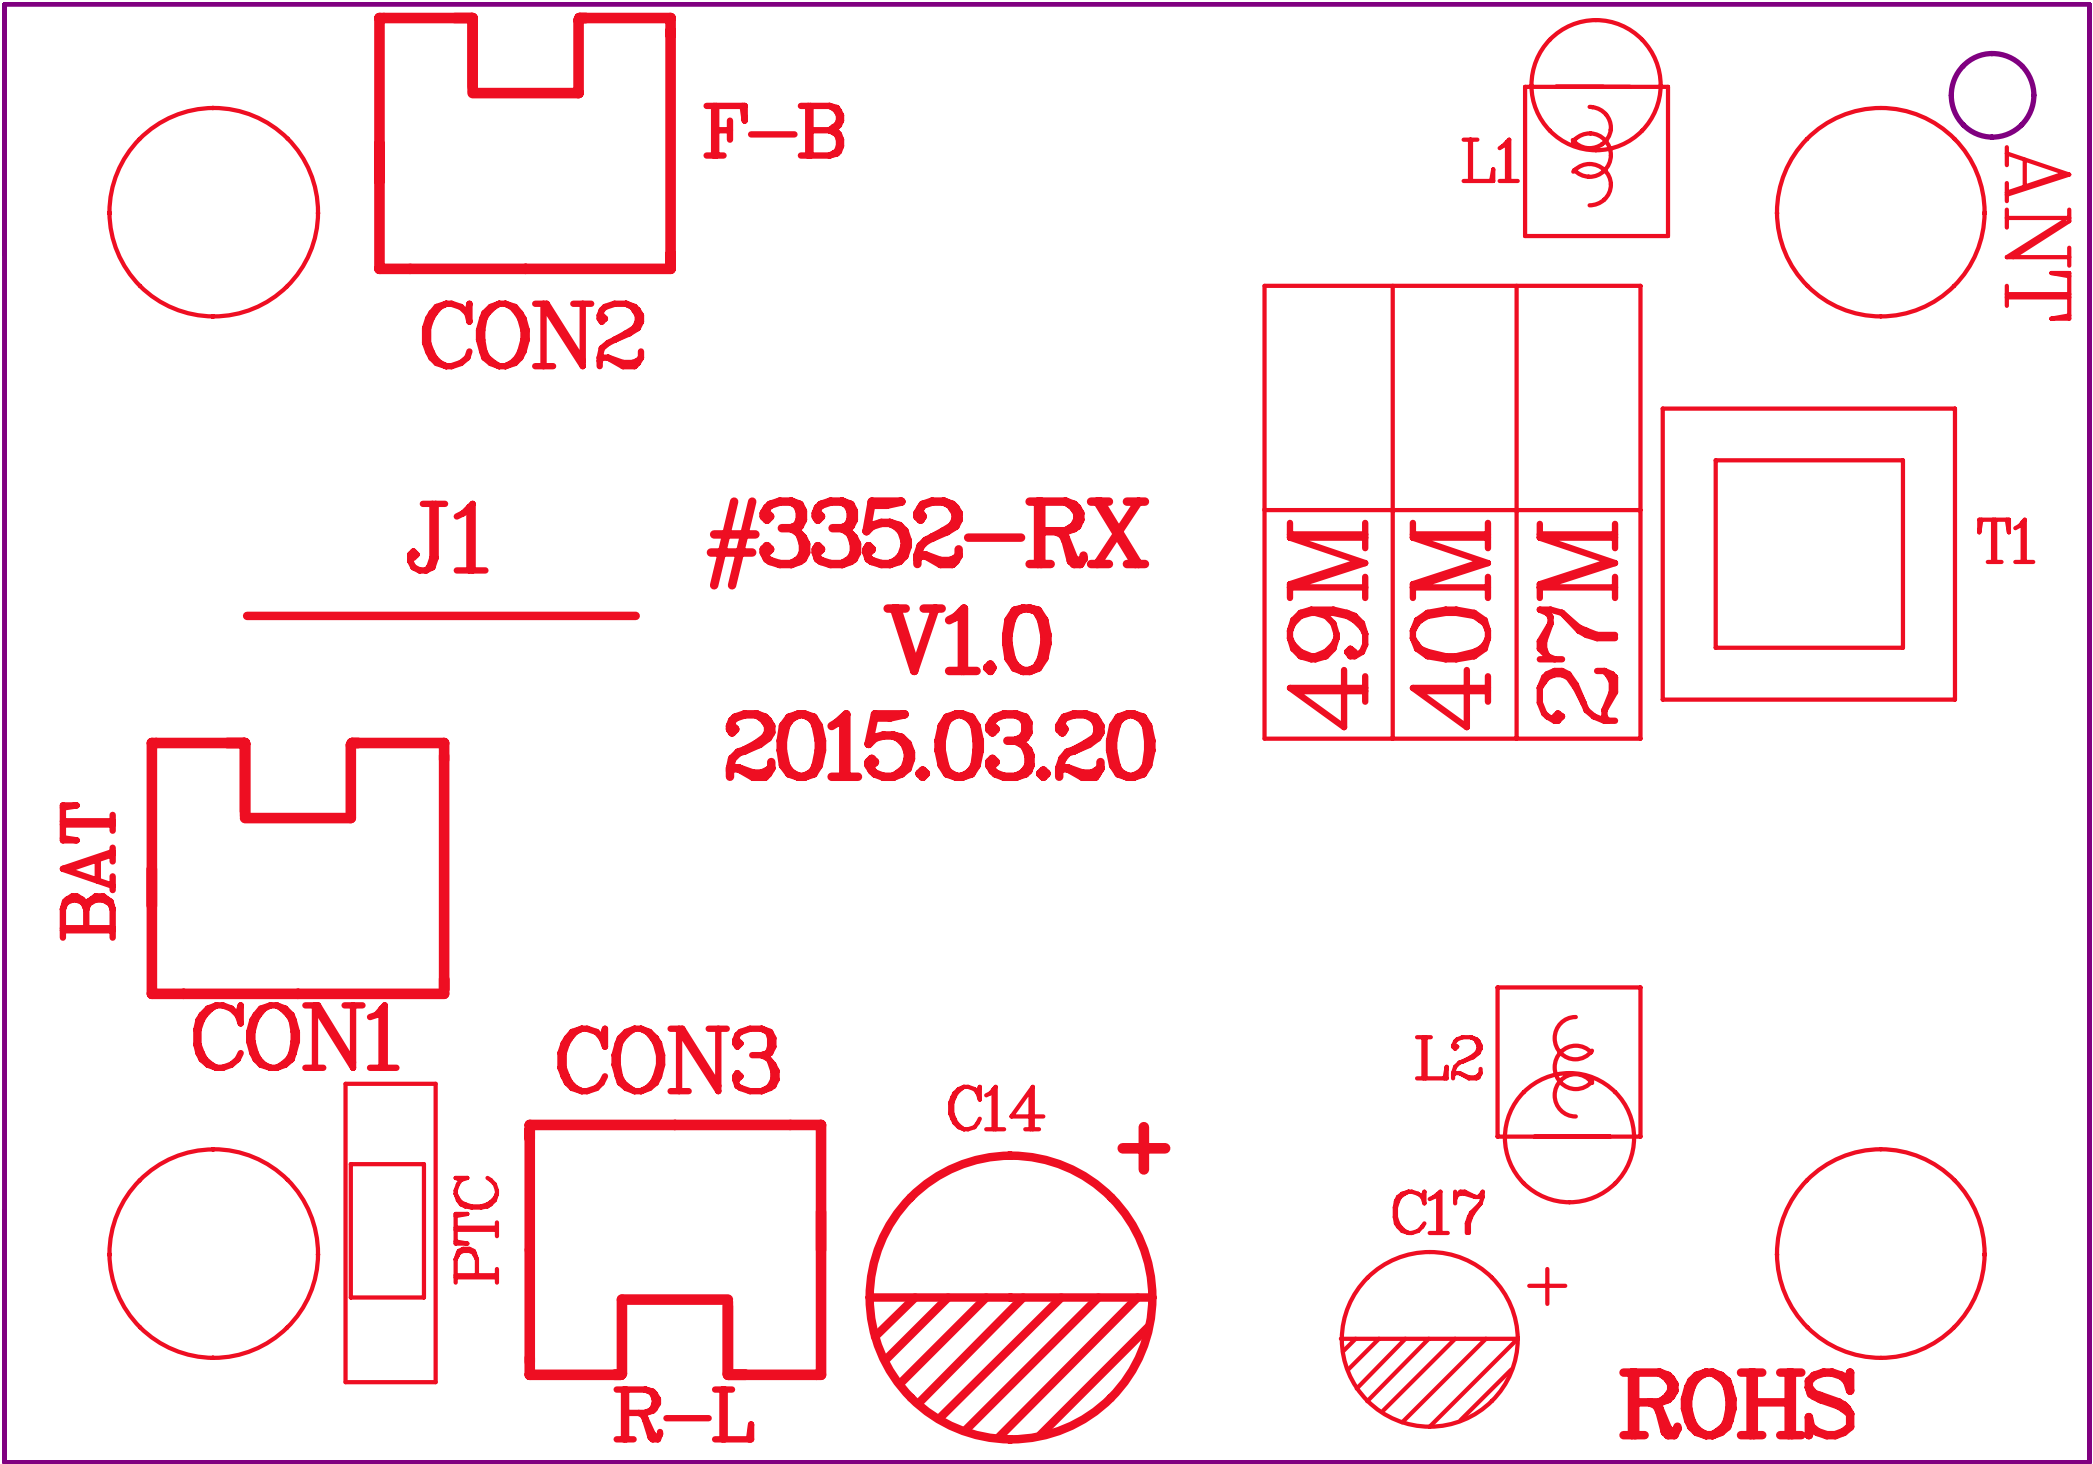 F-B
L1
ANT
CON2
J1
#3352-RX
V1.0
2015.03.20
49M
40M
27M
T1
BAT
CON1
CON3
L2
C14
+
PTC
C17
+
R-L
ROHS